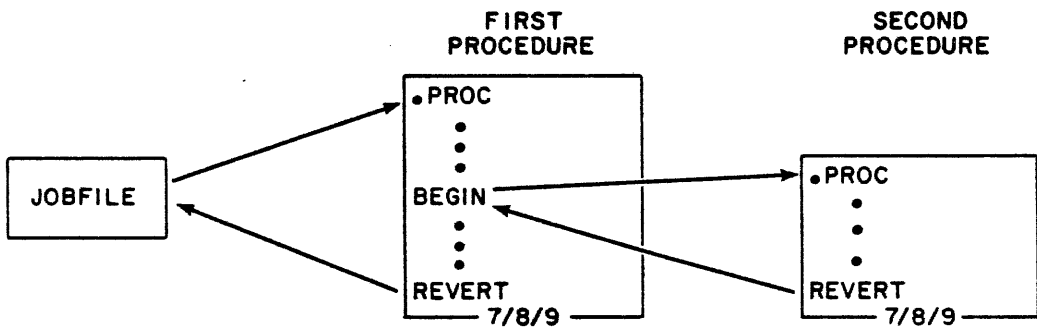 FIRST
PROCEDURE
SECOND
PROCEDURE
JOBFILE
.PROC
BEGIN
REVERT
7/8/9
.PROC
REVERT
7/8/9